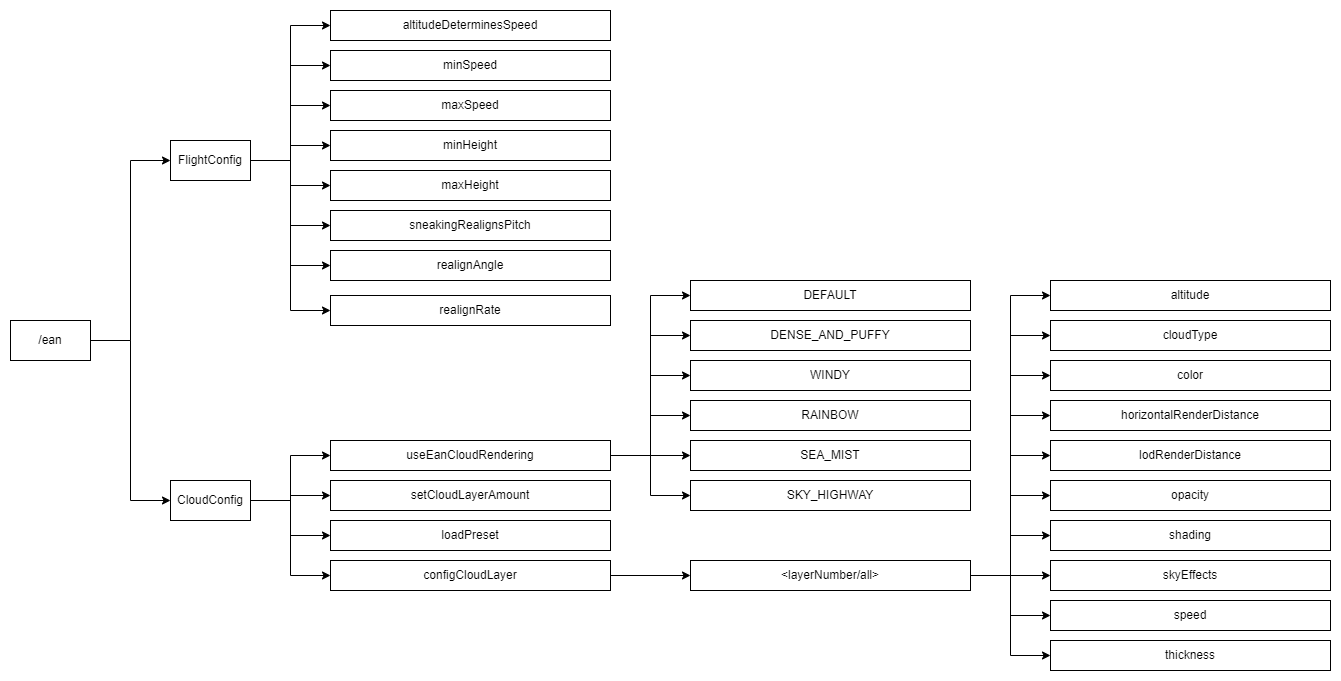 altitudeDeterminesSpeed
minSpeed
maxSpeed
minHeight
FlightConfig
maxHeight
sneakingRealignsPitch
realignAngle
realignRate
/ean
DEFAULT
DENSE_AND_PUFFY
WINDY
RAINBOW
SEA_MIST
SKY_HIGHWAY
CloudConfig
useEanCloudRendering
setCloudLayerAmount
loadPreset
configCloudLayer
<layerNumber/all>
altitude
cloudType
color
horizontalRenderDistance
lodRenderDistance
opacity
shading
skyEffects
speed
thickness